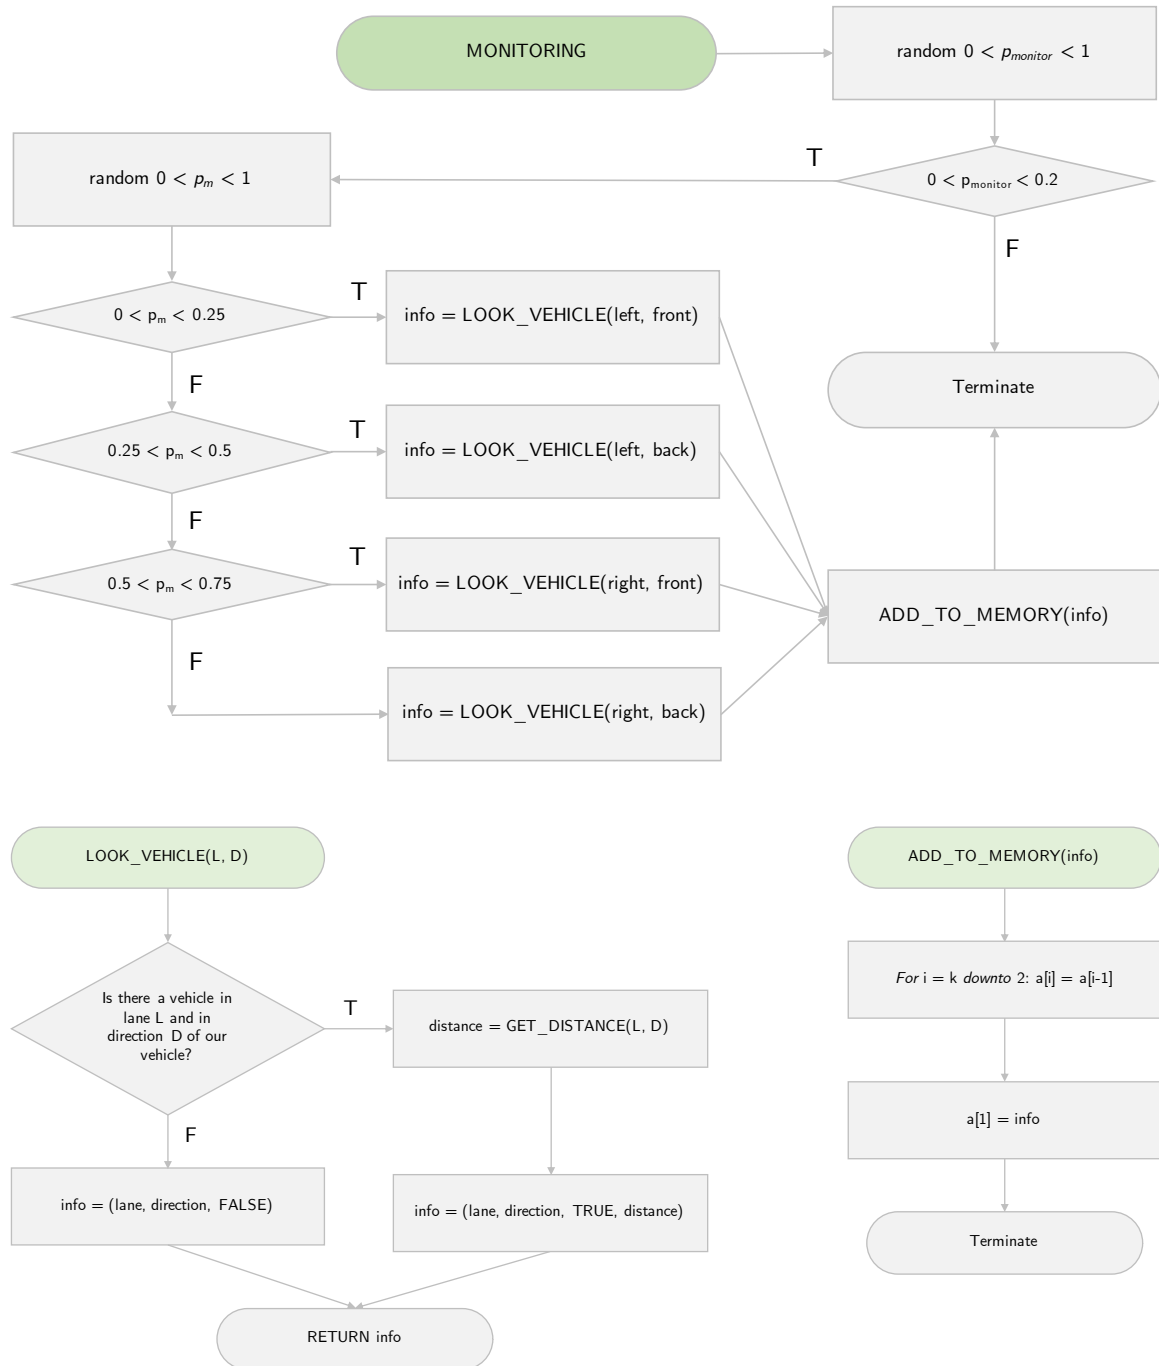 MONITORING
random 0 < p_monitor < 1
T
random 0 < p_m < 1
0 < p_monitor < 0.2
F
T
0 < p_m < 0.25
info = LOOK_VEHICLE(left, front)
F
Terminate
T
0.25 < p_m < 0.5
info = LOOK_VEHICLE(left, back)
F
T
0.5 < p_m < 0.75
info = LOOK_VEHICLE(right, front)
ADD_TO_MEMORY(info)
F
info = LOOK_VEHICLE(right, back)
LOOK_VEHICLE(L, D)
Is there a vehicle in
lane L and in
direction D of our
vehicle?
T
distance = GET_DISTANCE(L, D)
F
info = (lane, direction, FALSE)
info = (lane, direction, TRUE, distance)
RETURN info
ADD_TO_MEMORY(info)
For i = k downto 2: a[i] = a[i-1]
a[1] = info
Terminate